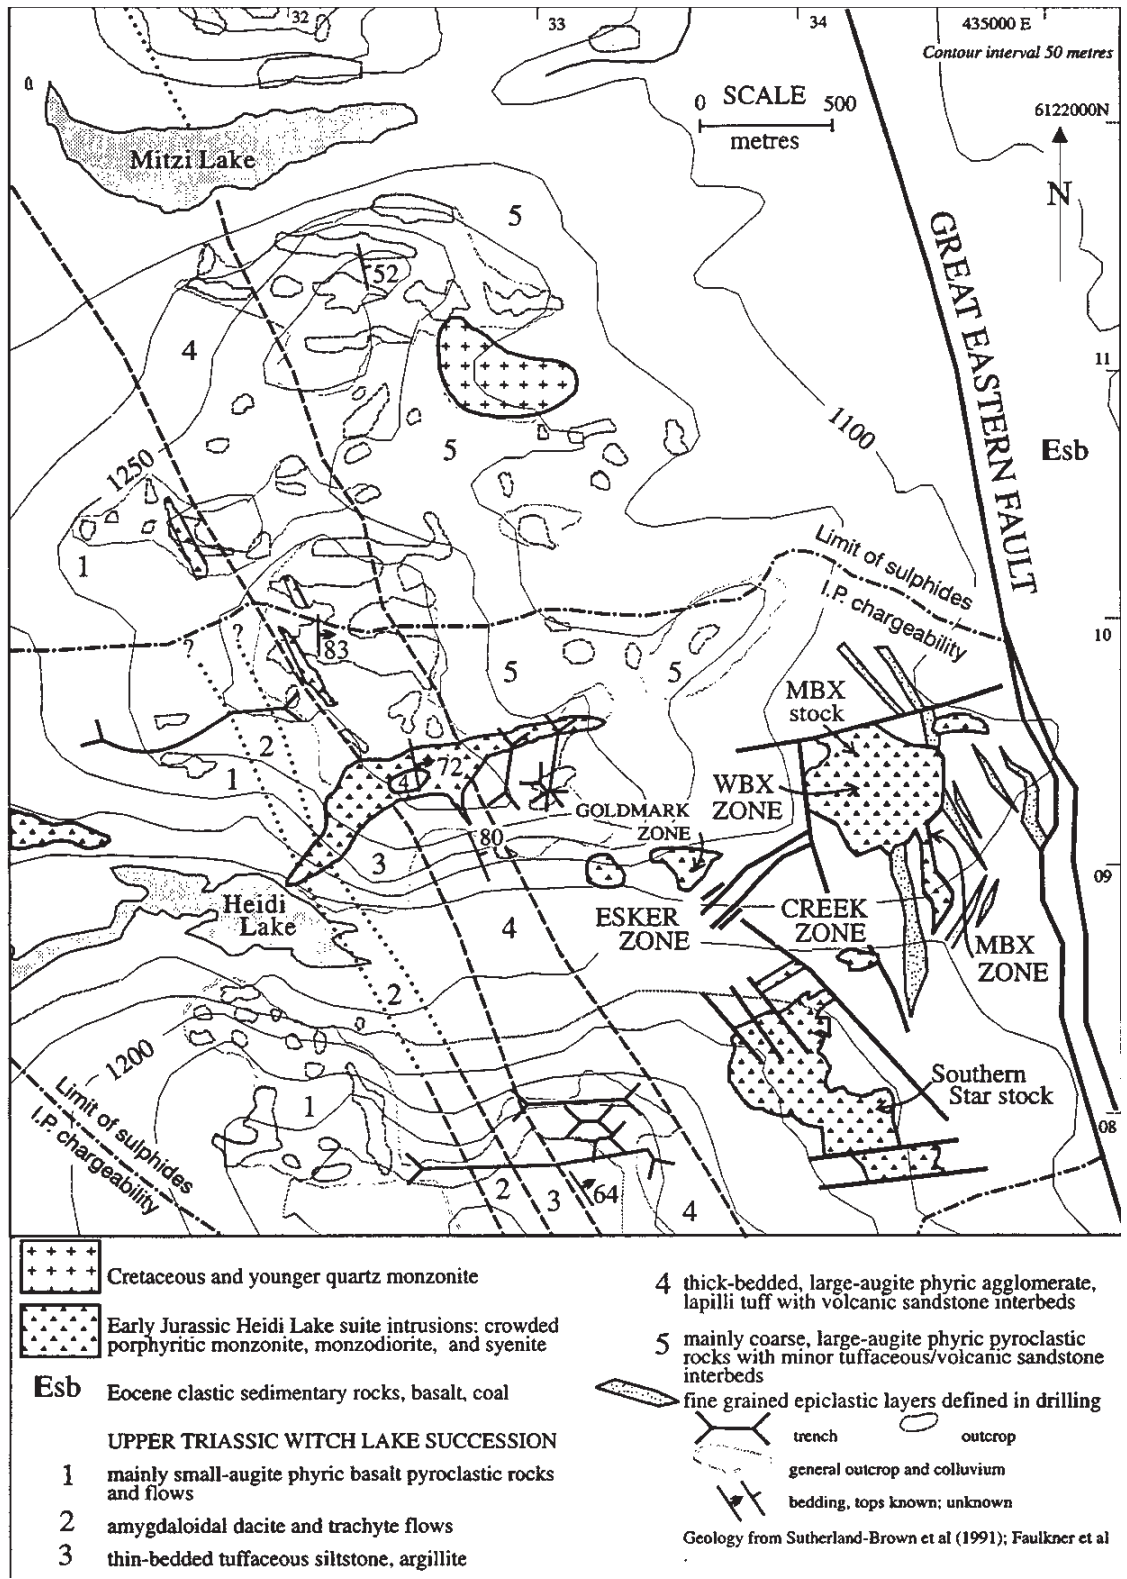 32
33
34
435000 E
Contour interval 50 metres
0 SCALE 500
metres
6122000N
N
Mitzi Lake
5
52
4
GREAT EASTERN FAULT
11
1100
Esb
5
1250
1
Limit of sulphides
I.P. chargeability
10
?
?
83
5
5
MBX
stock
2
72
4
WBX
ZONE
1
GOLDMARK
ZONE
80
3
09
Heidi
Lake
ESKER
ZONE
CREEK
ZONE
4
MBX
ZONE
2
1200
Limit of sulphides
I.P. chargeability
1
Southern
Star stock
08
2
3
64
4
Cretaceous and younger quartz monzonite
Early Jurassic Heidi Lake suite intrusions: crowded
porphyritic monzonite, monzodiorite, and syenite
Esb Eocene clastic sedimentary rocks, basalt, coal
UPPER TRIASSIC WITCH LAKE SUCCESSION
1 mainly small-augite phyric basalt pyroclastic rocks
and flows
2 amygdaloidal dacite and trachyte flows
3 thin-bedded tuffaceous siltstone, argillite
4 thick-bedded, large-augite phyric agglomerate,
lapilli tuff with volcanic sandstone interbeds
5 mainly coarse, large-augite phyric pyroclastic
rocks with minor tuffaceous/volcanic sandstone
interbeds
fine grained epiclastic layers defined in drilling
trench
outcrop
general outcrop and colluvium
bedding, tops known; unknown
Geology from Sutherland-Brown et al (1991); Faulkner et al